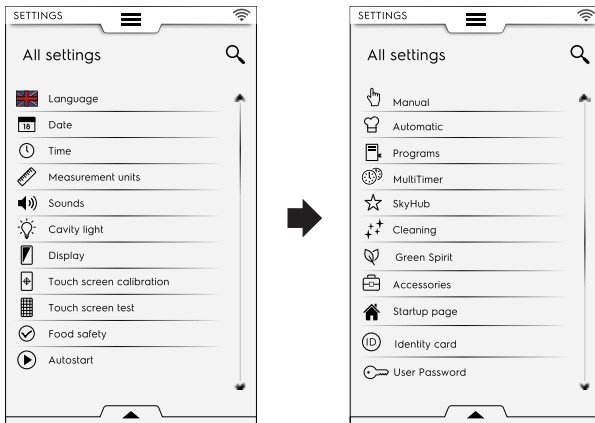 SETTINGS
All settings
Language
18 Date
Time
Measurement units
Sounds
Cavity light
Display
Touch screen calibration
Touch screen test
Food safety
Autostart
SETTINGS
All settings
Manual
Automatic
Programs
MultiTimer
SkyHub
Cleaning
Green Spirit
Accessories
Startup page
ID Identity card
User Password